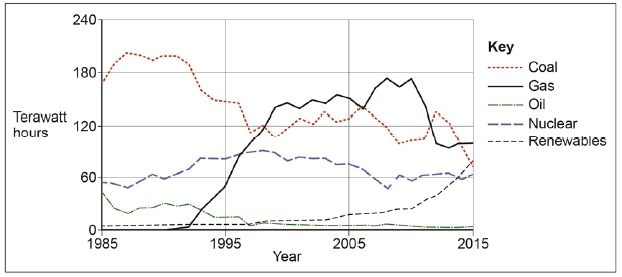 240
180
120
60
0
Terawatt
hours
1985
1995
2005
2015
Year
Key
Coal
Gas
Oil
Nuclear
Renewables